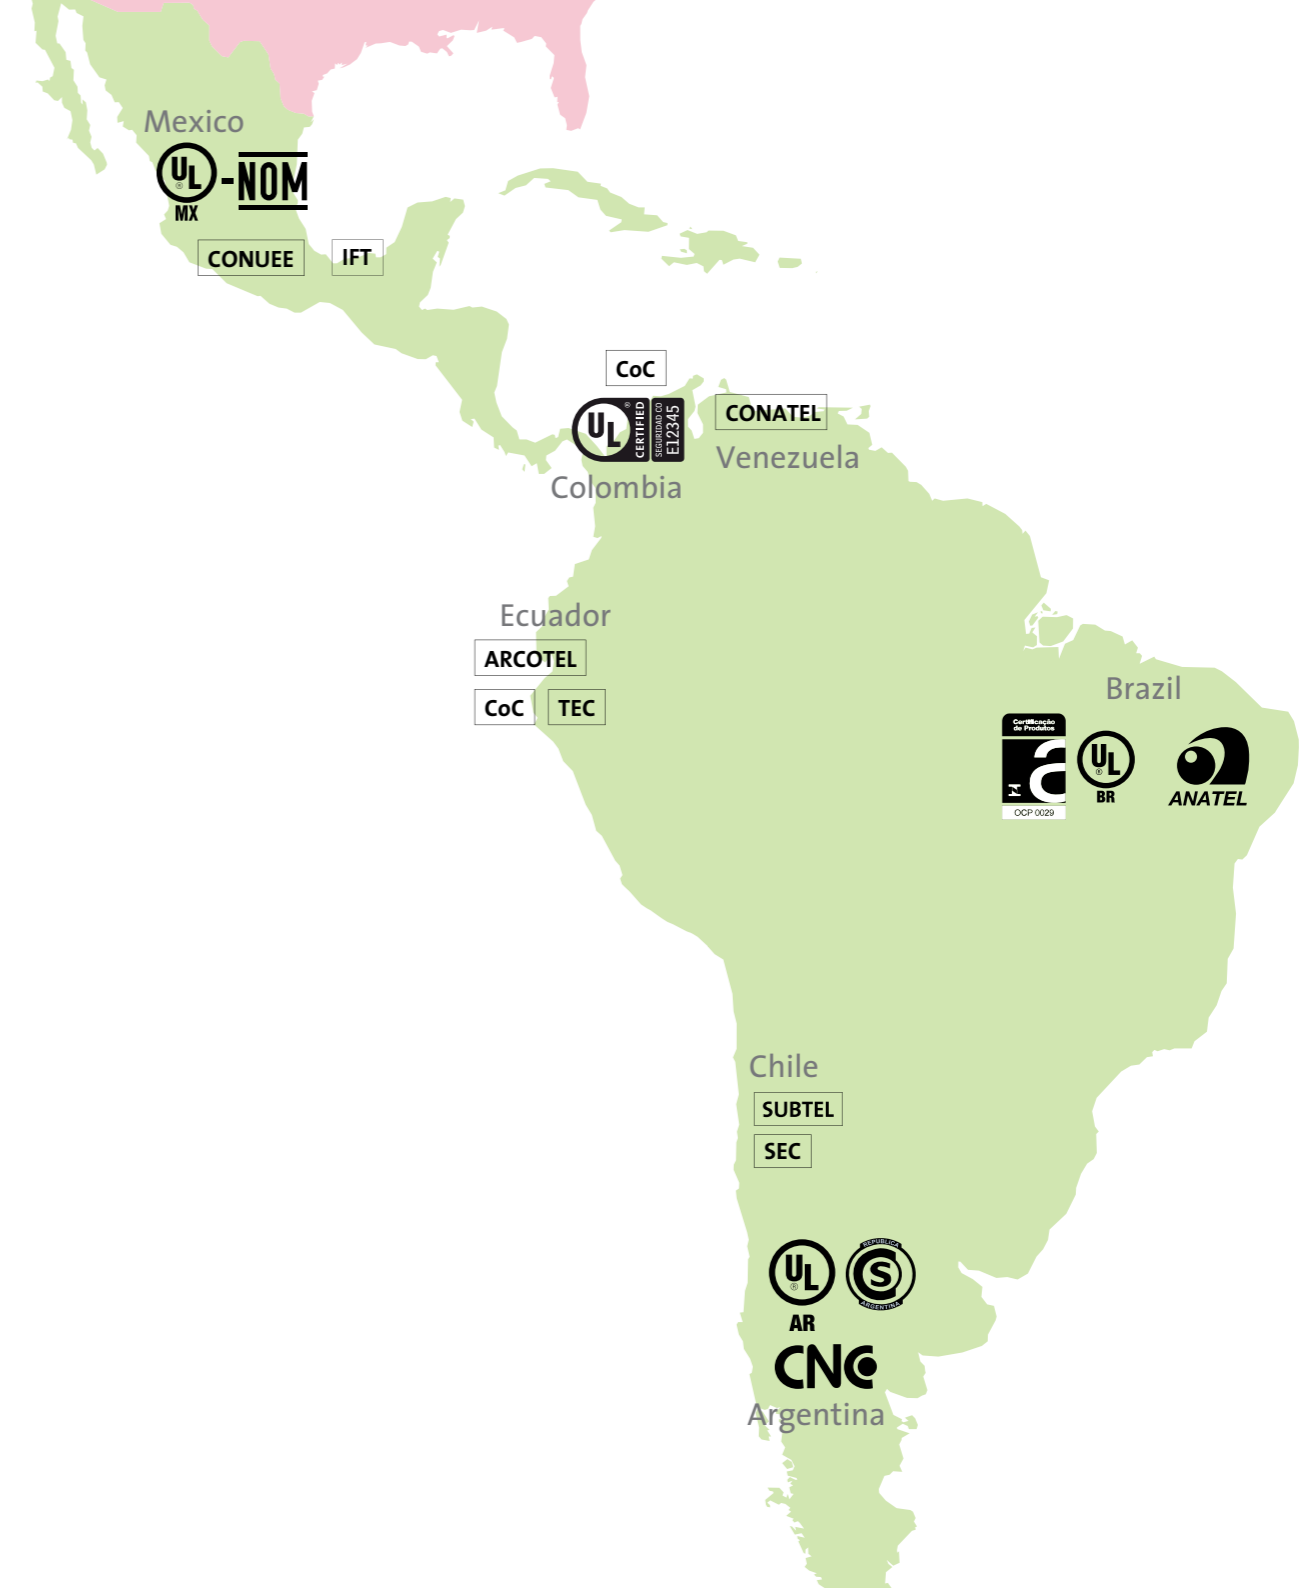 Mexico
UL
®
-NOM
MX
CONUEE
IFT
CoC
UL
®
CERTIFIED
SEGURIDAD CO
E12345
CONATEL
Venezuela
Colombia
Ecuador
ARCOTEL
CoC
TEC
Brazil
Certificação
de Produtos
OCP 0029
UL
®
BR
ANATEL
Chile
SUBTEL
SEC
UL
®
AR
REPUBLICA
S
ARGENTINA
CNC
Argentina